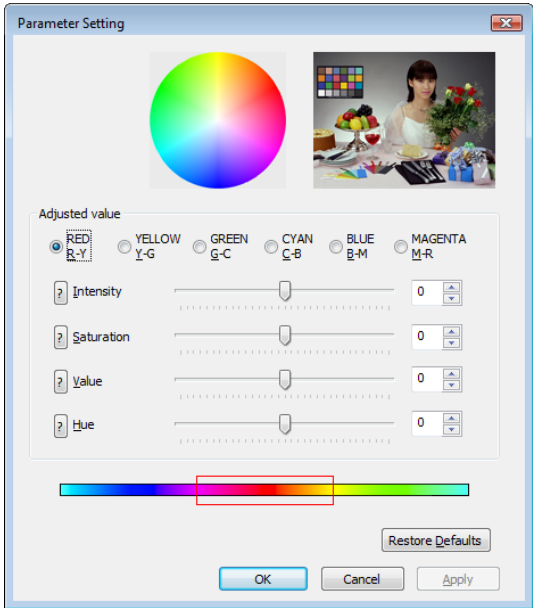 Parameter Setting
Adjusted value
RED YELLOW GREEN CYAN BLUE MAGENTA
R-Y Y-G G-C C-B B-M M-R
? Intensity 0
? Saturation 0
? Value 0
? Hue 0
Restore Defaults
OK Cancel Apply